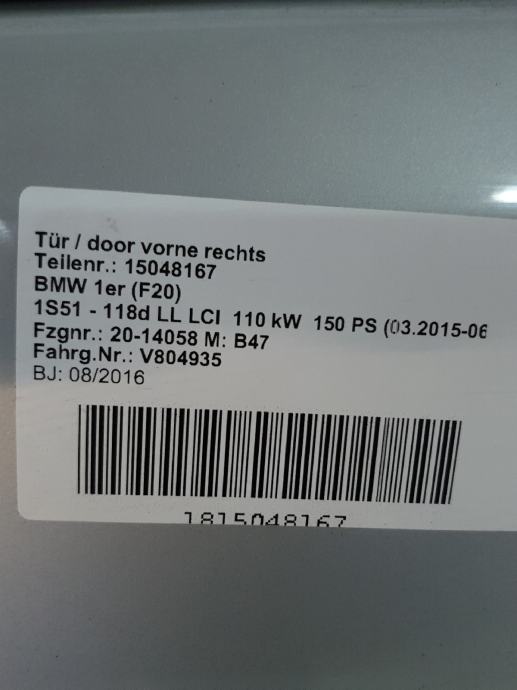 Tür / door vorne rechts
Teilenr.: 15048167
BMW 1er (F20)
1S51 - 118d LL LCI 110 kW 150 PS (03.2015-06
Fzgnr.: 20-14058 M: B47
Fahrg.Nr.: V804935
BJ: 08/2016
1815048167